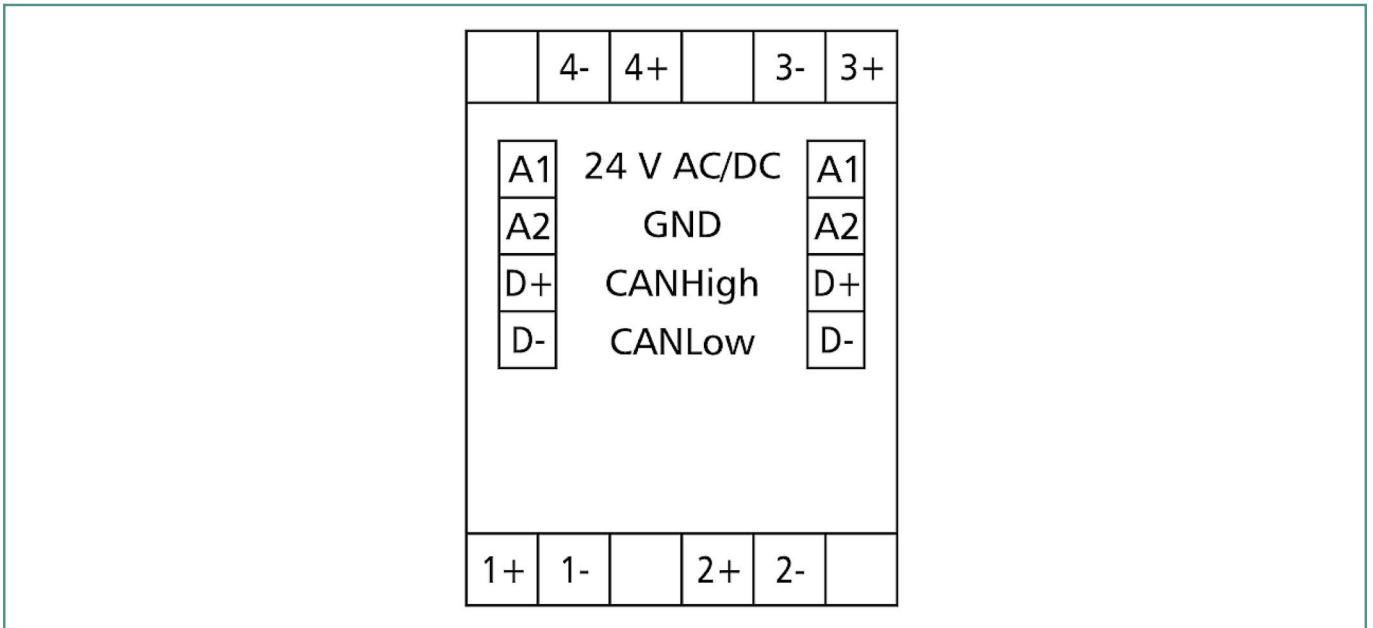 4- 4+ 3- 3+
A1 24 V AC/DC A1
A2 GND A2
D+ CANHigh D+
D- CANLow D-
1+ 1- 2+ 2-